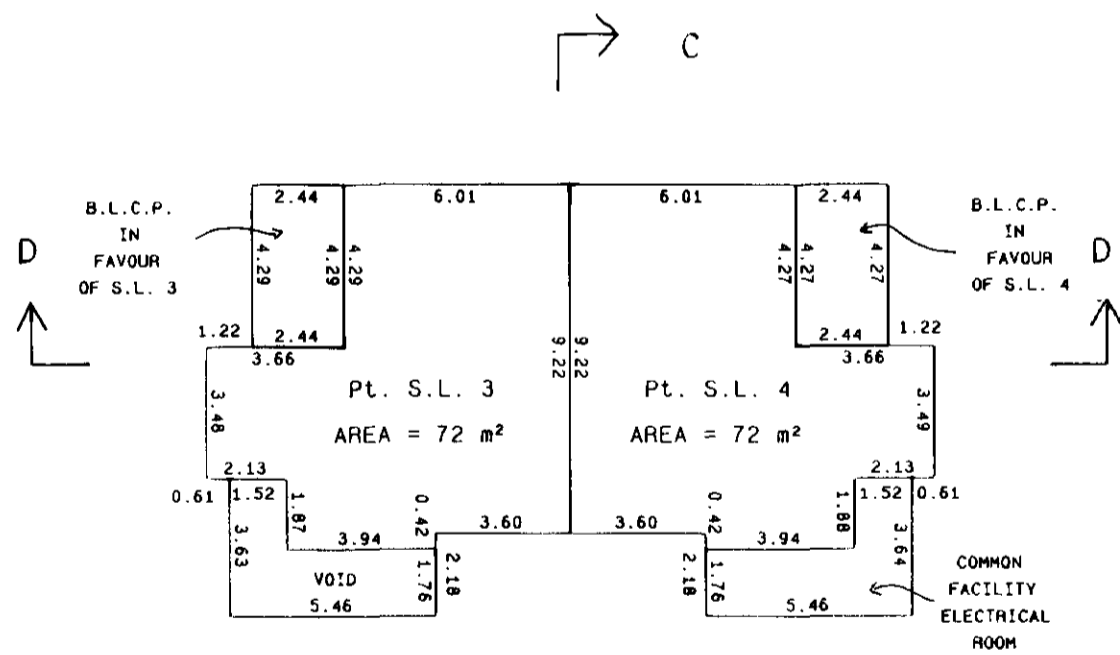 C
2.44
6.01
6.01
2.44
B.L.C.P.
IN
FAVOUR
OF S.L. 3
D
4.29
4.29
4.29
4.27
4.27
4.27
B.L.C.P.
IN
FAVOUR
OF S.L. 4
D
1.22
2.44
3.66
9.22
9.22
2.44
3.66
1.22
Pt. S.L. 3
AREA = 72 m²
Pt. S.L. 4
AREA = 72 m²
3.48
3.49
2.13
0.61
1.52
1.87
0.42
3.60
3.60
0.42
1.88
2.13
1.52
0.61
3.63
3.94
VOID
1.76
2.18
5.46
2.18
1.76
3.94
3.64
5.46
COMMON
FACILITY
ELECTRICAL
ROOM